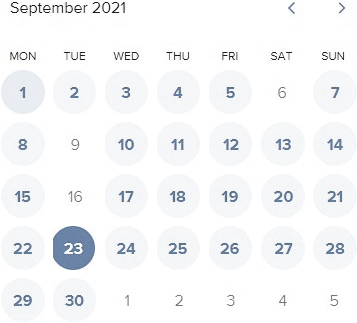 September 2021
MON TUE WED THU FRI SAT SUN
1 2 3 4 5 6 7
8 9 10 11 12 13 14
15 16 17 18 19 20 21
22 23 24 25 26 27 28
29 30 1 2 3 4 5